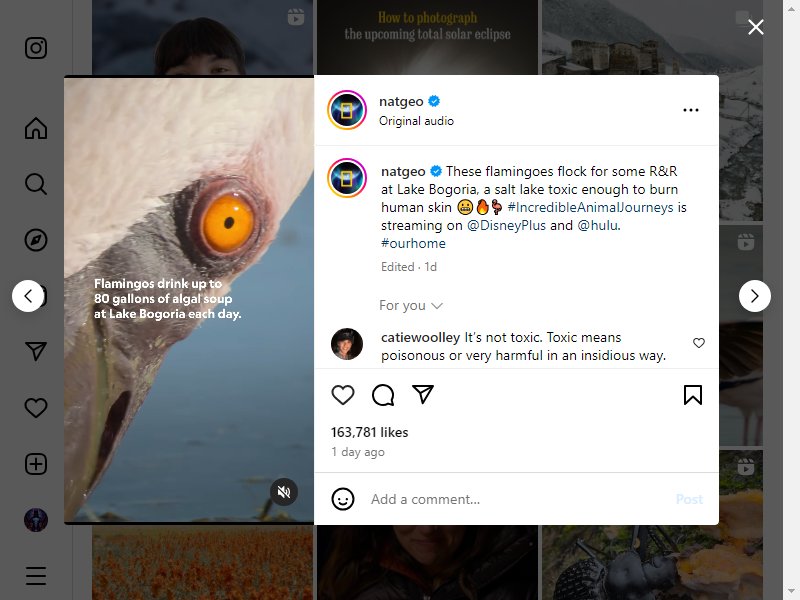 How to photograph
the upcoming total solar eclipse
natgeo
Original audio
natgeo These flamingoes flock for some R&R
at Lake Bogoria, a salt lake toxic enough to burn
human skin 😬🔥🦩 #IncredibleAnimalJourneys is
streaming on @DisneyPlus and @hulu.
#ourhome
Edited · 1d
For you
catiewoolley It's not toxic. Toxic means
poisonous or very harmful in an insidious way.
163,781 likes
1 day ago
Add a comment...
Post
Flamingos drink up to
80 gallons of algal soup
at Lake Bogoria each day.